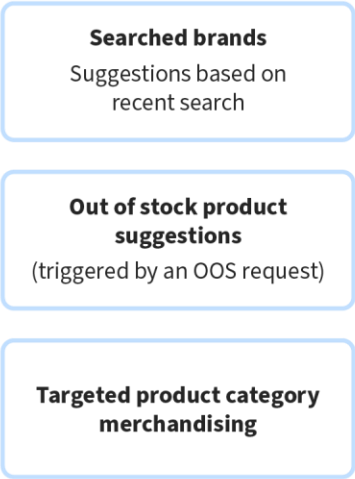 Searched brands
Suggestions based on
recent search
Out of stock product
suggestions
(triggered by an OOS request)
Targeted product category
merchandising